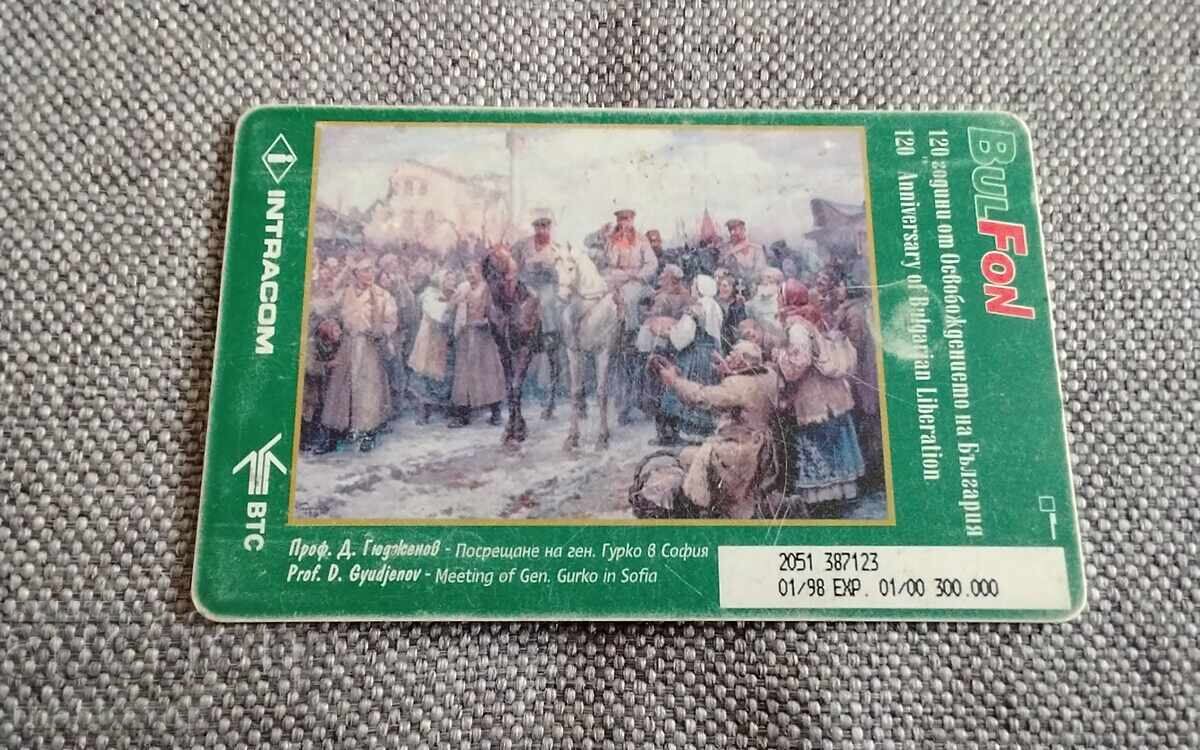 BULFON
120 години от Освобождението на България
120th Anniversary of Bulgarian Liberation
i INTRACOM
BTC
Проф. Д. Гюдженов - Посрещане на ген. Гурко в София
Prof. D. Gyudjenov - Meeting of Gen. Gurko in Sofia
2051 387123
01/98 EXP. 01/00 300.000